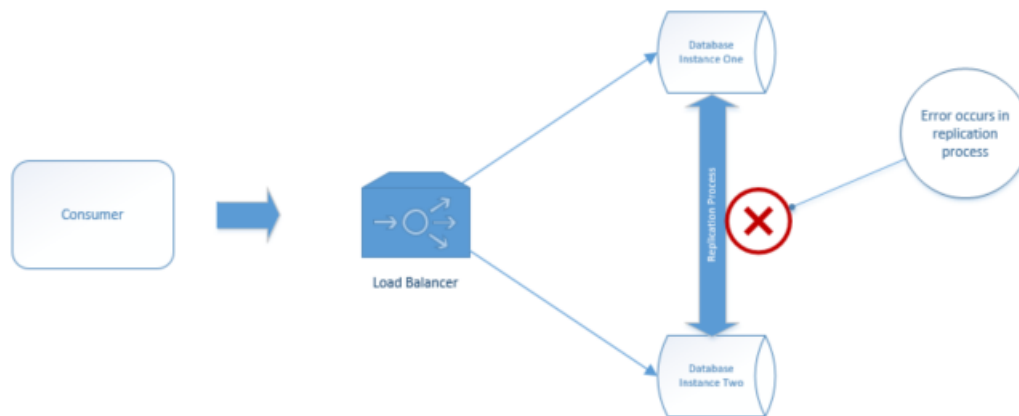 Consumer
Load Balancer
Database
Instance One
Replication Process
Error occurs in
replication
process
Database
Instance Two